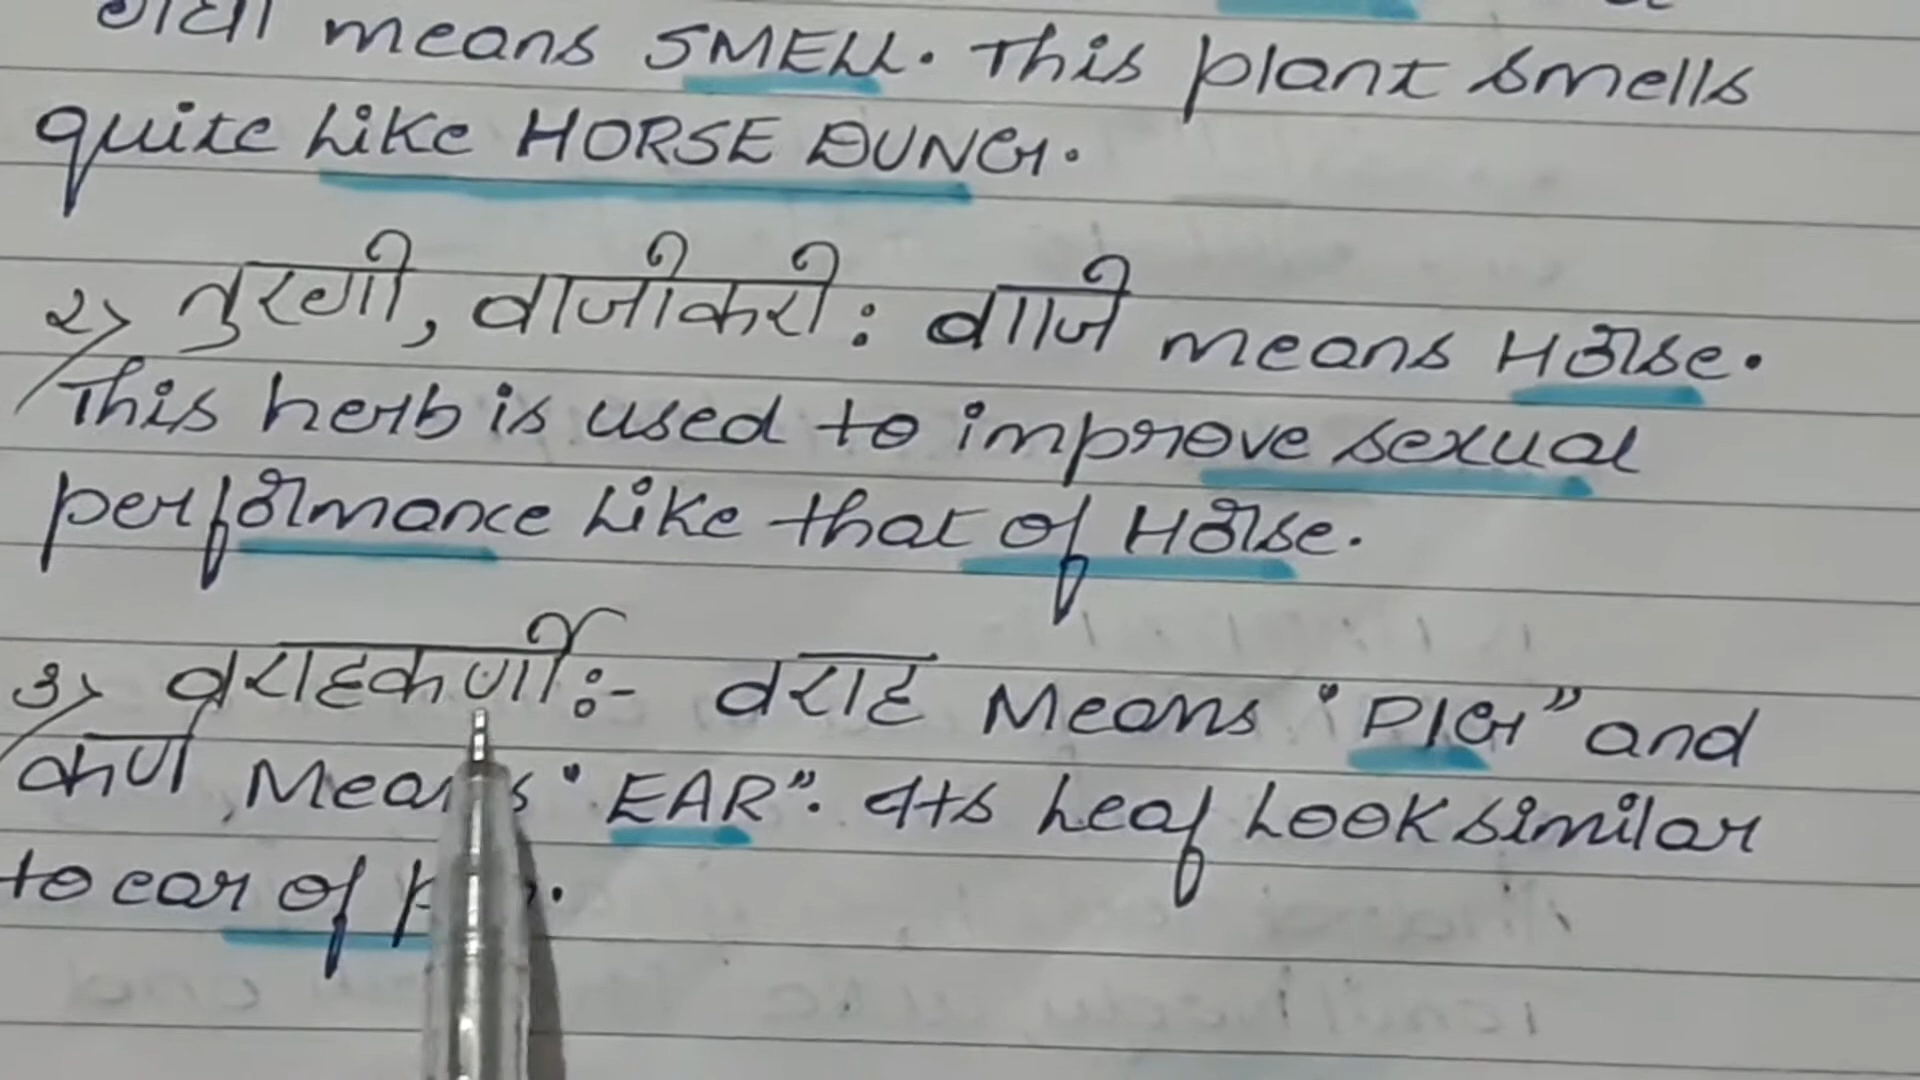 गंधा means SMELL. This plant smells
quite like HORSE DUNG.
२> तुरगी, वाजीकरी: वाजि means Horse.
This herb is used to improve sexual
performance like that of Horse.
३> वराहकर्णी:- वराह Means "PIG" and
कर्ण Means "EAR". Its Leaf Look similar
to ear of